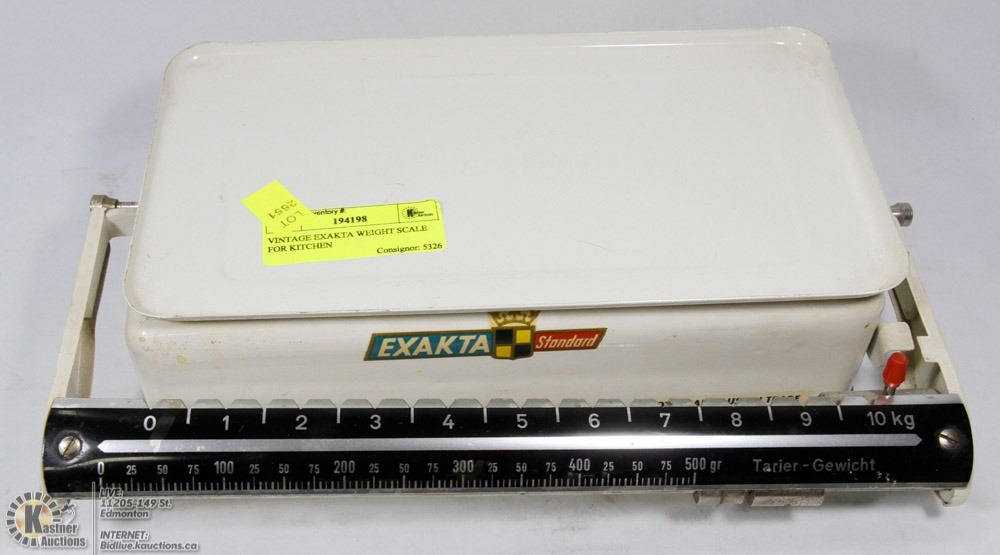 LOT
2651
ventory #
194198
VINTAGE EXAKTA WEIGHT SCALE
FOR KITCHEN
Consignor: 5326
EXAKTA Standard
0 1 2 3 4 5 6 7 8 9 10 kg
0 25 50 75 100 25 50 75 200 25 50 75 300 25 50 75 400 25 50 75 500 gr Tarier-Gewicht
K
Kastner
Auctions
LIVE:
11205-149 St.
Edmonton
INTERNET:
Bidlive.kauctions.ca